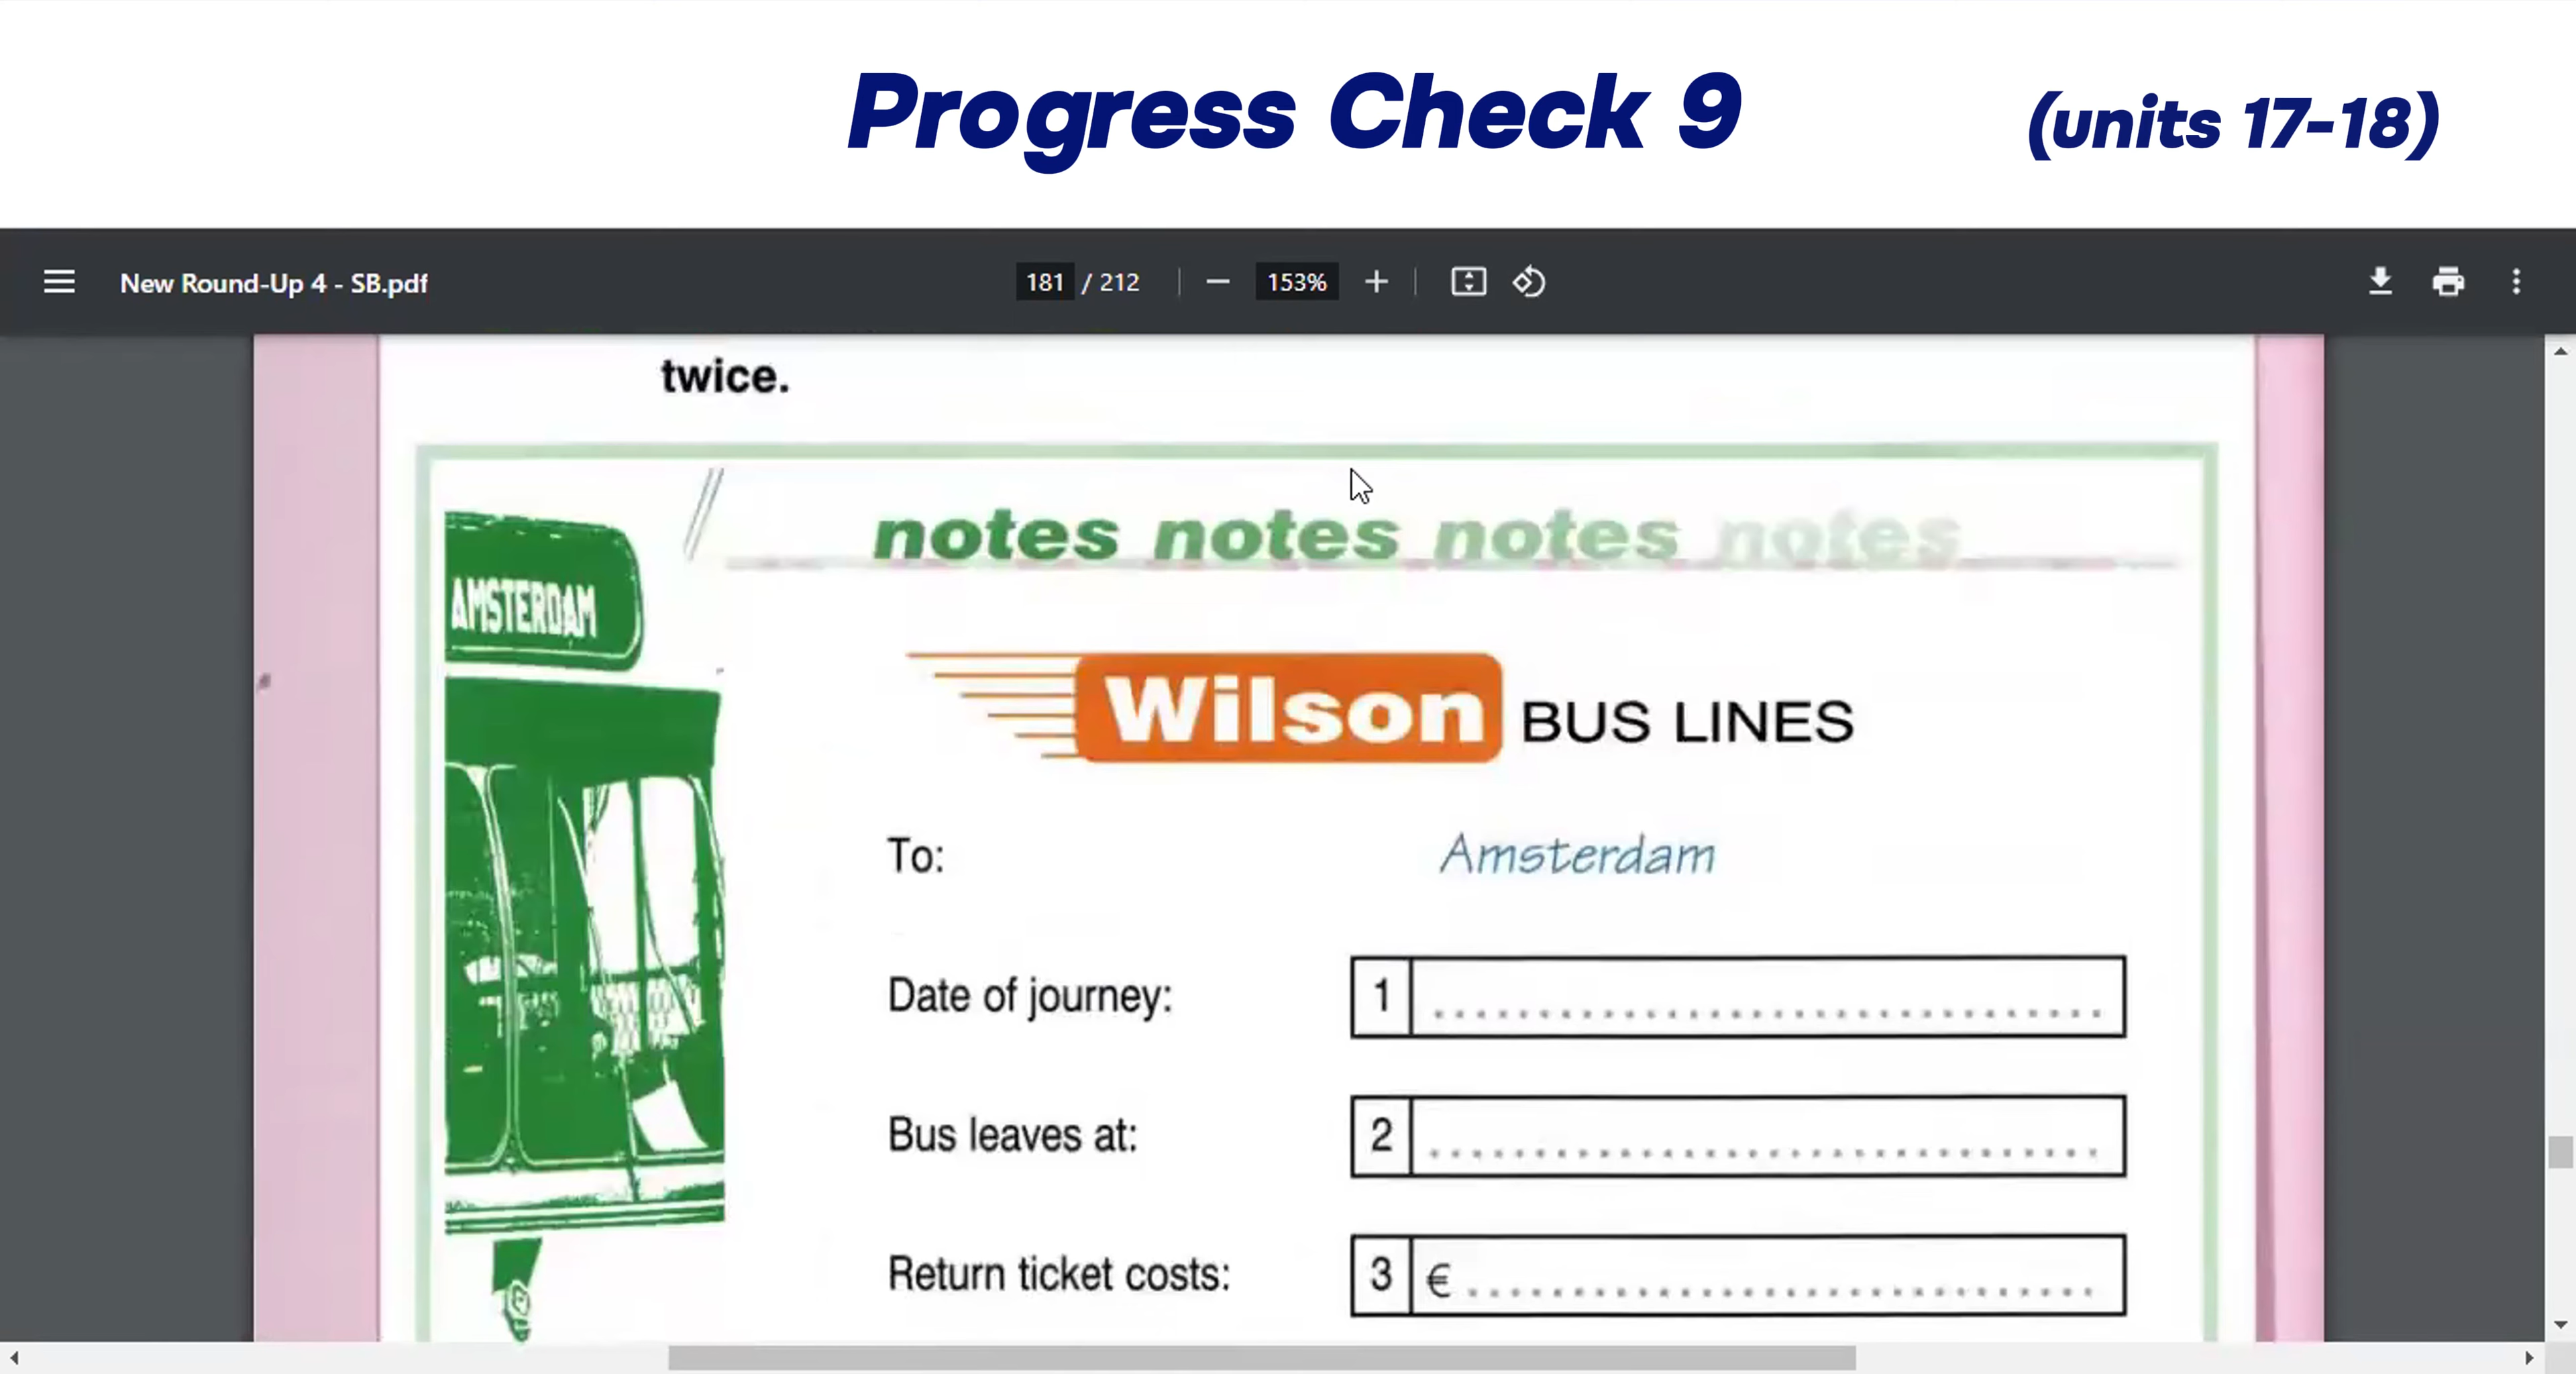 Progress Check 9 (units 17-18)
New Round-Up 4 - SB.pdf 181 / 212 153%
twice.
notes notes notes notes
AMSTERDAM
Wilson BUS LINES
To: Amsterdam
Date of journey: 1
Bus leaves at: 2
Return ticket costs: 3 €